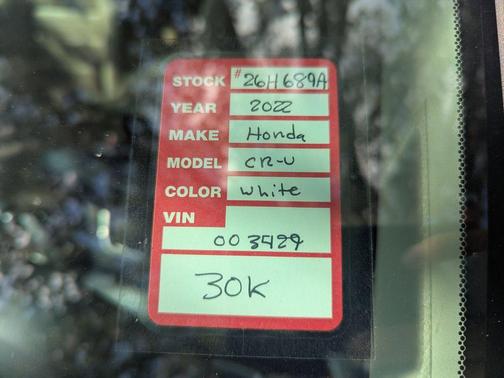 STOCK #26H689A
YEAR 2022
MAKE Honda
MODEL CR-V
COLOR White
VIN
003429
30K